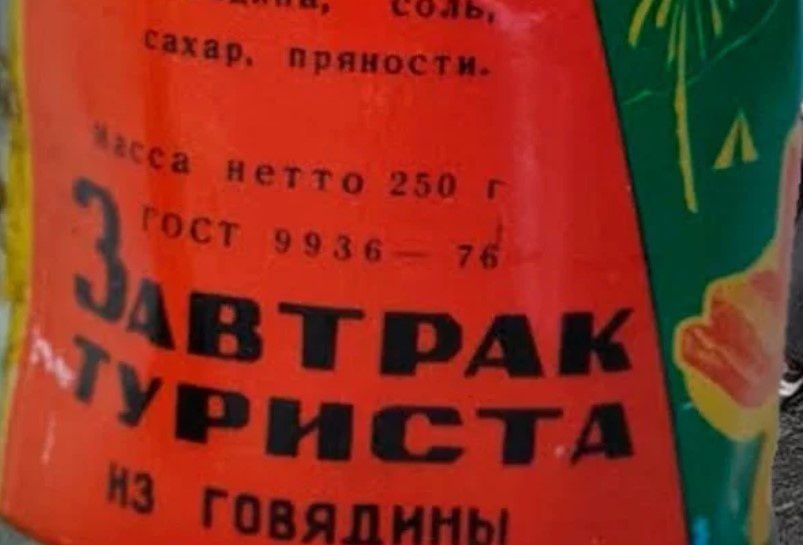 соль,
сахар, пряности.
масса нетто 250 г
ГОСТ 9936—76
ЗАВТРАК
ТУРИСТА
ИЗ ГОВЯДИНЫ